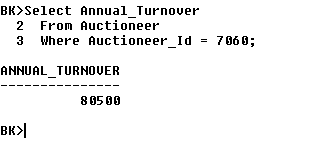 BK>Select Annual_Turnover
2 From Auctioneer
3 Where Auctioneer_Id = 7060;
ANNUAL_TURNOVER
---------------
80500
BK>